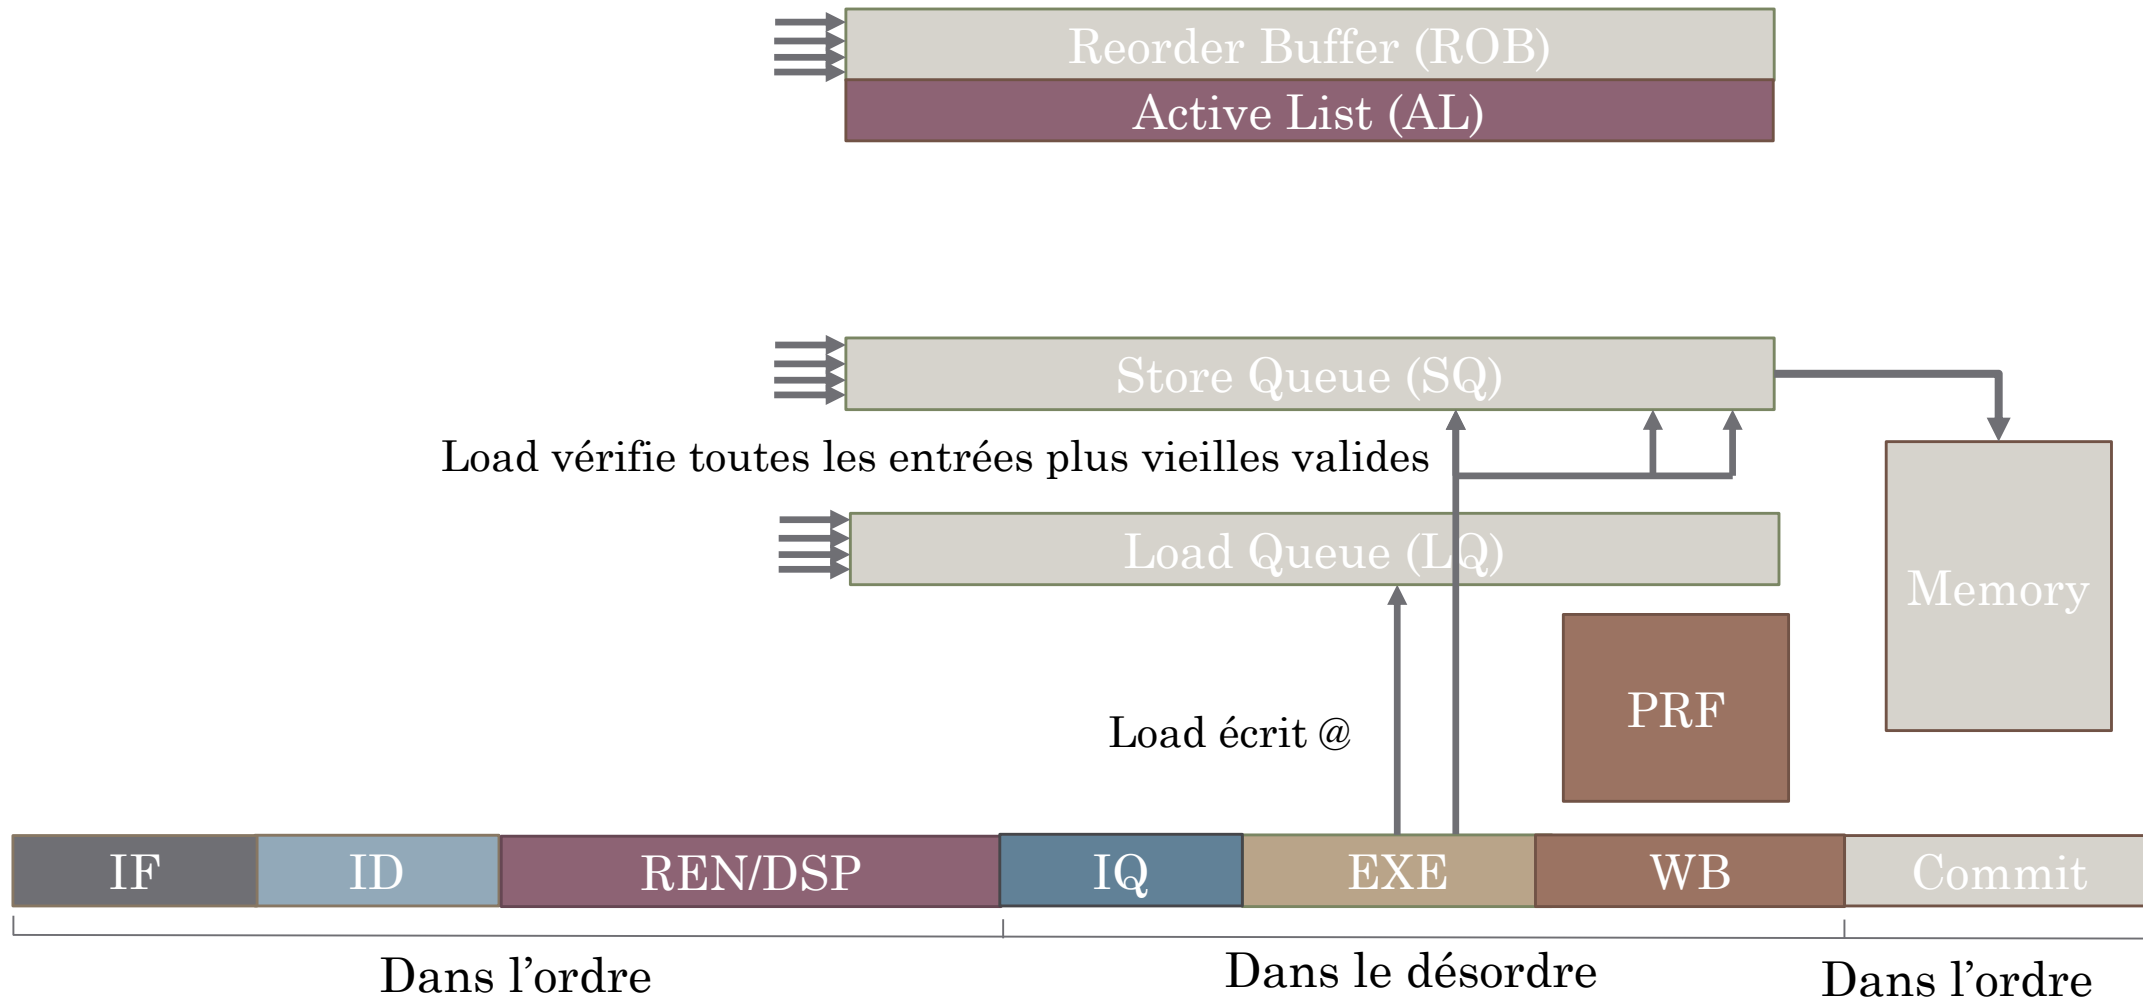 Reorder Buffer (ROB)
Active List (AL)
Store Queue (SQ)
Load vérifie toutes les entrées plus vieilles valides
Load Queue (LQ)
Memory
PRF
Load écrit @
IF
ID
REN/DSP
IQ
EXE
WB
Commit
Dans l’ordre
Dans le désordre
Dans l’ordre